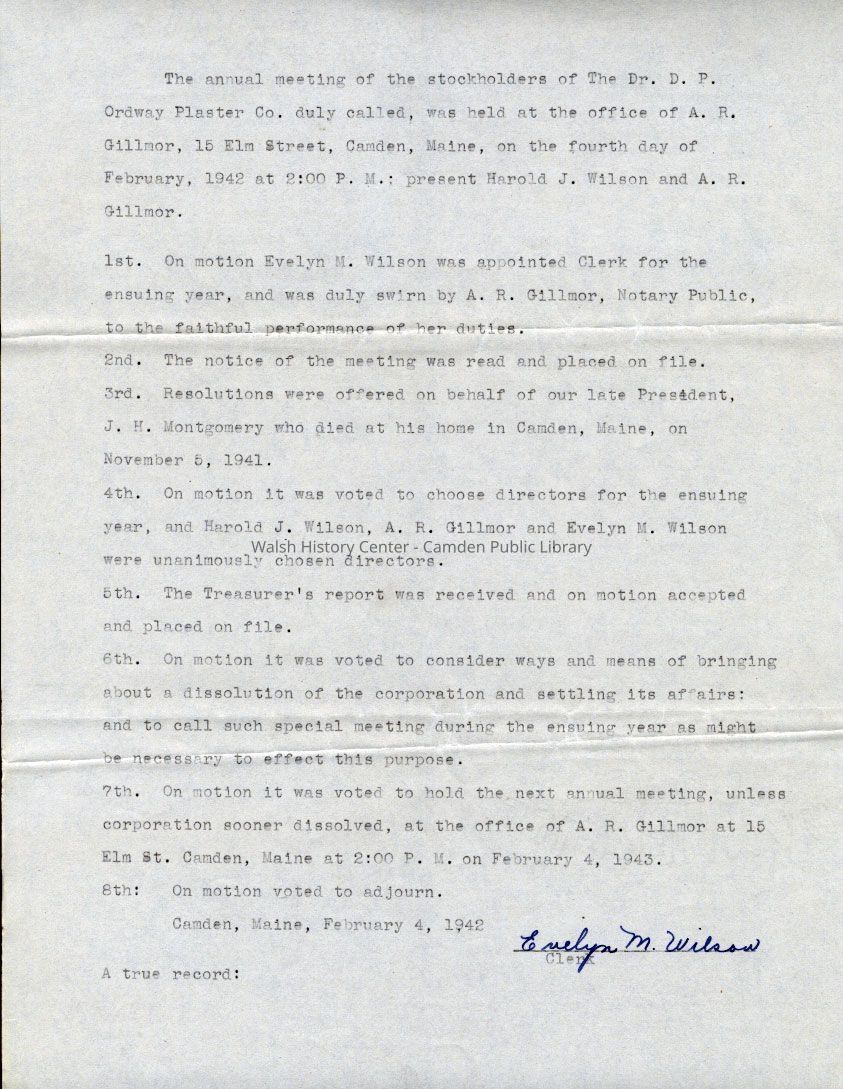 The annual meeting of the stockholders of The Dr. D. P.
Ordway Plaster Co. duly called, was held at the office of A. R.
Gillmor, 15 Elm Street, Camden, Maine, on the fourth day of
February, 1942 at 2:00 P. M.; present Harold J. Wilson and A. R.
Gillmor.
1st. On motion Evelyn M. Wilson was appointed Clerk for the
ensuing year, and was duly swirn by A. R. Gillmor, Notary Public,
to the faithful performance of her duties.
2nd. The notice of the meeting was read and placed on file.
3rd. Resolutions were offered on behalf of our late President,
J. H. Montgomery who died at his home in Camden, Maine, on
November 5, 1941.
4th. On motion it was voted to choose directors for the ensuing
year, and Harold J. Wilson, A. R. Gillmor and Evelyn M. Wilson
Walsh History Center - Camden Public Library
were unanimously chosen directors.
5th. The Treasurer's report was received and on motion accepted
and placed on file.
6th. On motion it was voted to consider ways and means of bringing
about a dissolution of the corporation and settling its affairs:
and to call such special meeting during the ensuing year as might
be necessary to effect this purpose.
7th. On motion it was voted to hold the next annual meeting, unless
corporation sooner dissolved, at the office of A. R. Gillmor at 15
Elm St. Camden, Maine at 2:00 P. M. on February 4, 1943.
8th: On motion voted to adjourn.
Camden, Maine, February 4, 1942
Evelyn M. Wilson
Clerk
A true record: